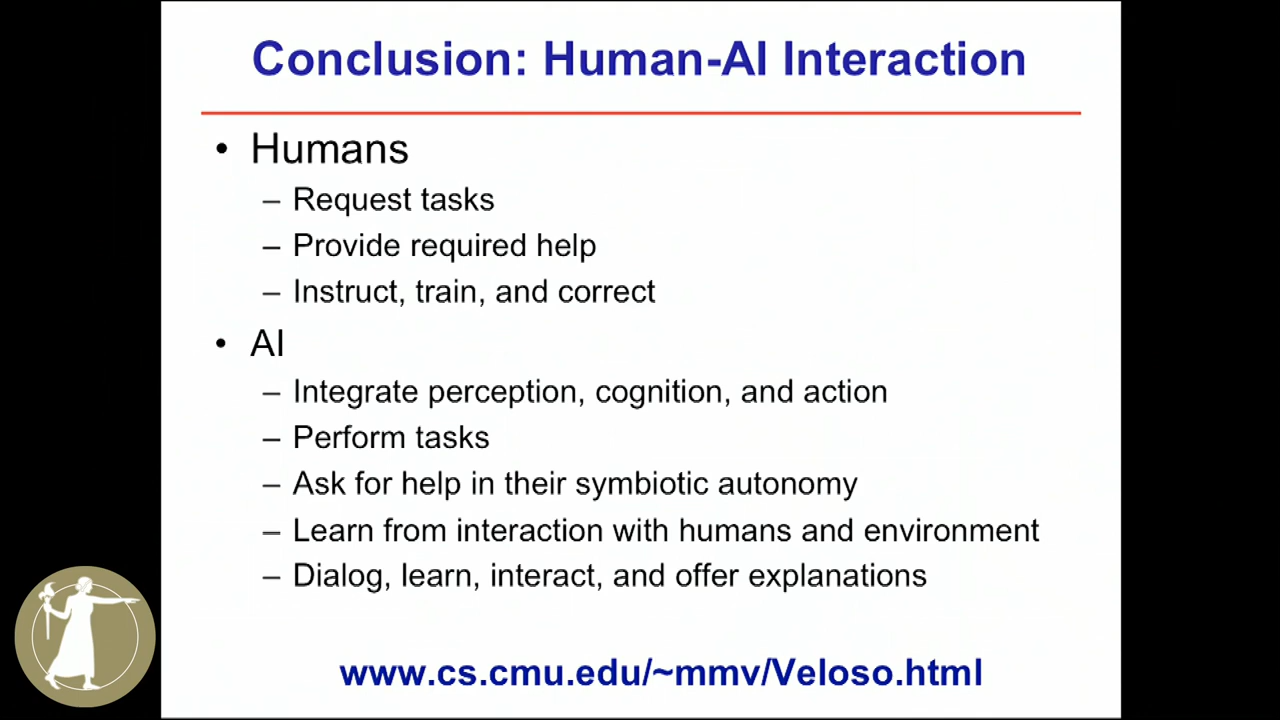 Conclusion: Human-AI Interaction
• Humans
– Request tasks
– Provide required help
– Instruct, train, and correct
• AI
– Integrate perception, cognition, and action
– Perform tasks
– Ask for help in their symbiotic autonomy
– Learn from interaction with humans and environment
– Dialog, learn, interact, and offer explanations
www.cs.cmu.edu/~mmv/Veloso.html